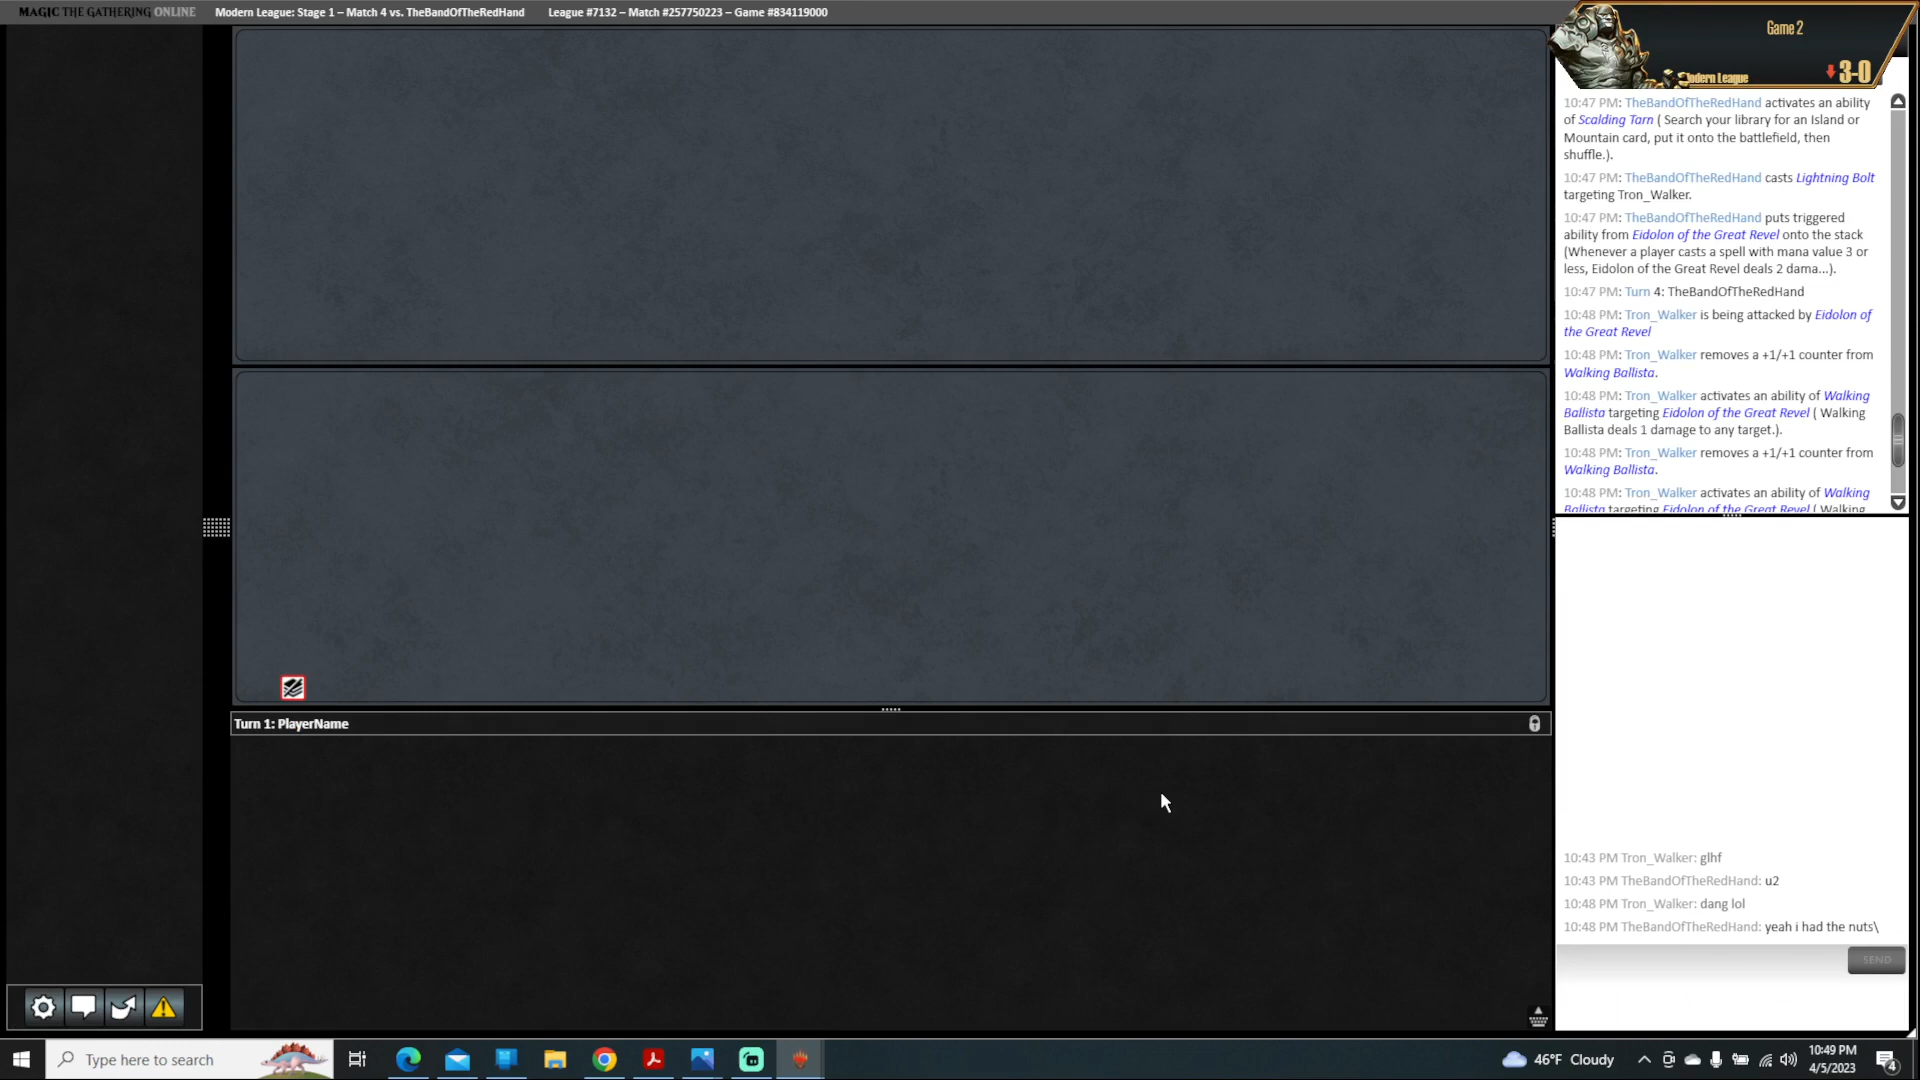 MAGIC THE GATHERING ONLINE Modern League: Stage 1 – Match 4 vs. TheBandOfTheRedHand League #7132 – Match #257750223 – Game #834119000
Game 2
Modern League
3-0
10:47 PM: TheBandOfTheRedHand activates an ability
of Scalding Tarn ( Search your library for an Island or
Mountain card, put it onto the battlefield, then
shuffle.).
10:47 PM: TheBandOfTheRedHand casts Lightning Bolt
targeting Tron_Walker.
10:47 PM: TheBandOfTheRedHand puts triggered
ability from Eidolon of the Great Revel onto the stack
(Whenever a player casts a spell with mana value 3 or
less, Eidolon of the Great Revel deals 2 dama...).
10:47 PM: Turn 4: TheBandOfTheRedHand
10:48 PM: Tron_Walker is being attacked by Eidolon of
the Great Revel
10:48 PM: Tron_Walker removes a +1/+1 counter from
Walking Ballista.
10:48 PM: Tron_Walker activates an ability of Walking
Ballista targeting Eidolon of the Great Revel ( Walking
Ballista deals 1 damage to any target.).
10:48 PM: Tron_Walker removes a +1/+1 counter from
Walking Ballista.
10:48 PM: Tron_Walker activates an ability of Walking
Ballista targeting Eidolon of the Great Revel ( Walking
Turn 1: PlayerName
10:43 PM Tron_Walker: glhf
10:43 PM TheBandOfTheRedHand: u2
10:48 PM Tron_Walker: dang lol
10:48 PM TheBandOfTheRedHand: yeah i had the nuts\
SEND
Type here to search
46°F Cloudy
10:49 PM
4/5/2023
4